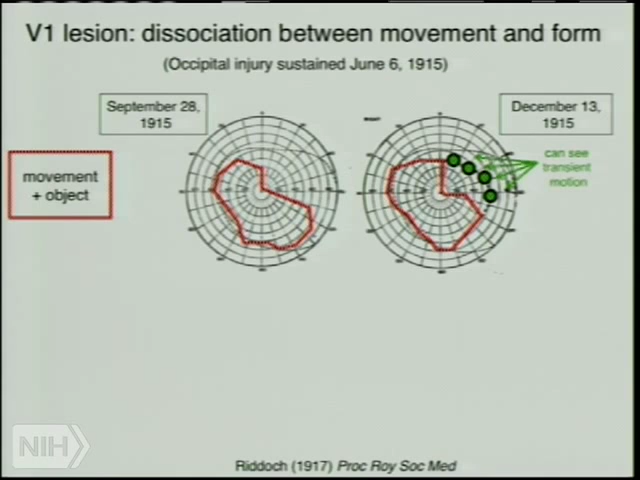 V1 lesion: dissociation between movement and form
(Occipital injury sustained June 6, 1915)
September 28,
1915
December 13,
1915
movement
+ object
can see
transient
motion
NIH
Riddoch (1917) Proc Roy Soc Med